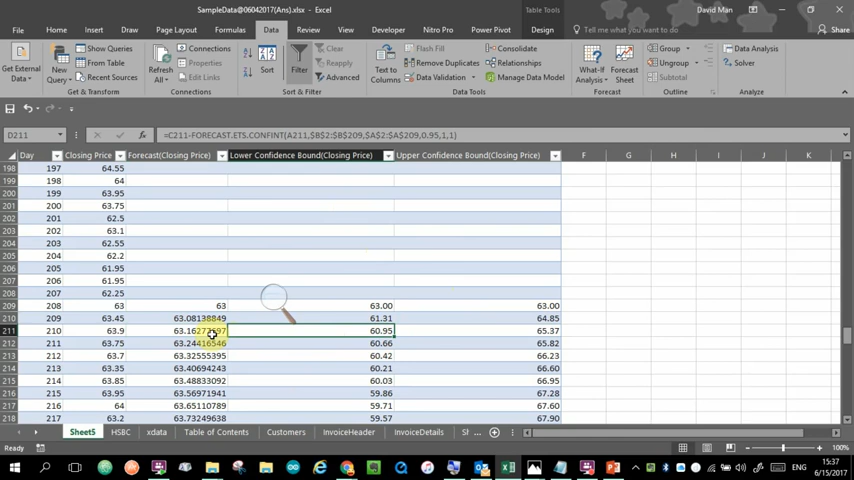 SampleData@06042017(Ans).xlsx - Excel
Table Tools
David Man
File Home Insert Draw Page Layout Formulas Data Review View Developer Nitro Pro Power Pivot Design Tell me what you want to do... Share
Get External Data
New Query
Show Queries
From Table
Recent Sources
Get & Transform
Refresh All
Connections
Properties
Edit Links
Connections
Sort
Filter
Clear
Reapply
Advanced
Sort & Filter
Text to Columns
Flash Fill
Remove Duplicates
Data Validation
Consolidate
Relationships
Manage Data Model
Data Tools
What-If Analysis
Forecast Sheet
Forecast
Group
Ungroup
Subtotal
Outline
Data Analysis
Solver
Analysis
D211 =C211-FORECAST.ETS.CONFINT(A211,$B$2:$B$209,$A$2:$A$209,0.95,1,1)
Day Closing Price Forecast(Closing Price) Lower Confidence Bound(Closing Price) Upper Confidence Bound(Closing Price) F G H I J K
198 197 64.55
199 198 64
200 199 63.95
201 200 63.75
202 201 62.5
203 202 63.1
204 203 62.55
205 204 62.2
206 205 61.95
207 206 61.95
208 207 62.25
209 208 63 63 63.00 63.00
210 209 63.45 63.08138849 61.31 64.85
211 210 63.9 63.16277697 60.95 65.37
212 211 63.75 63.24416546 60.66 65.82
213 212 63.7 63.32555395 60.42 66.23
214 213 63.35 63.40694243 60.21 66.60
215 214 63.85 63.48833092 60.03 66.95
216 215 63.95 63.56971941 59.86 67.28
217 216 64 63.65110789 59.71 67.60
218 217 63.2 63.73249638 59.57 67.90
Sheet5 HSBC xdata Table of Contents Customers InvoiceHeader InvoiceDetails Sł ...
Ready
100%
ENG
15:37
6/15/2017